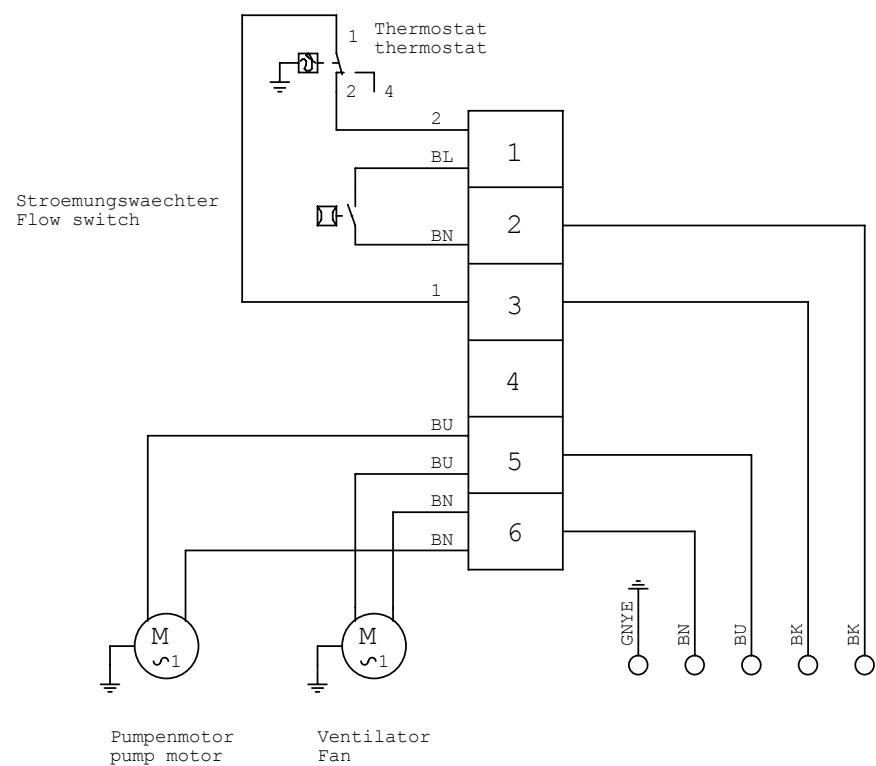 Thermostat
thermostat
1
2 4
2
BL
1
Stroemungswaechter
Flow switch
BN
2
1
3
4
BU
BU
5
BN
BN
6
GNYE
BN
BU
BK
BK
M
1
M
1
Pumpenmotor
pump motor
Ventilator
Fan